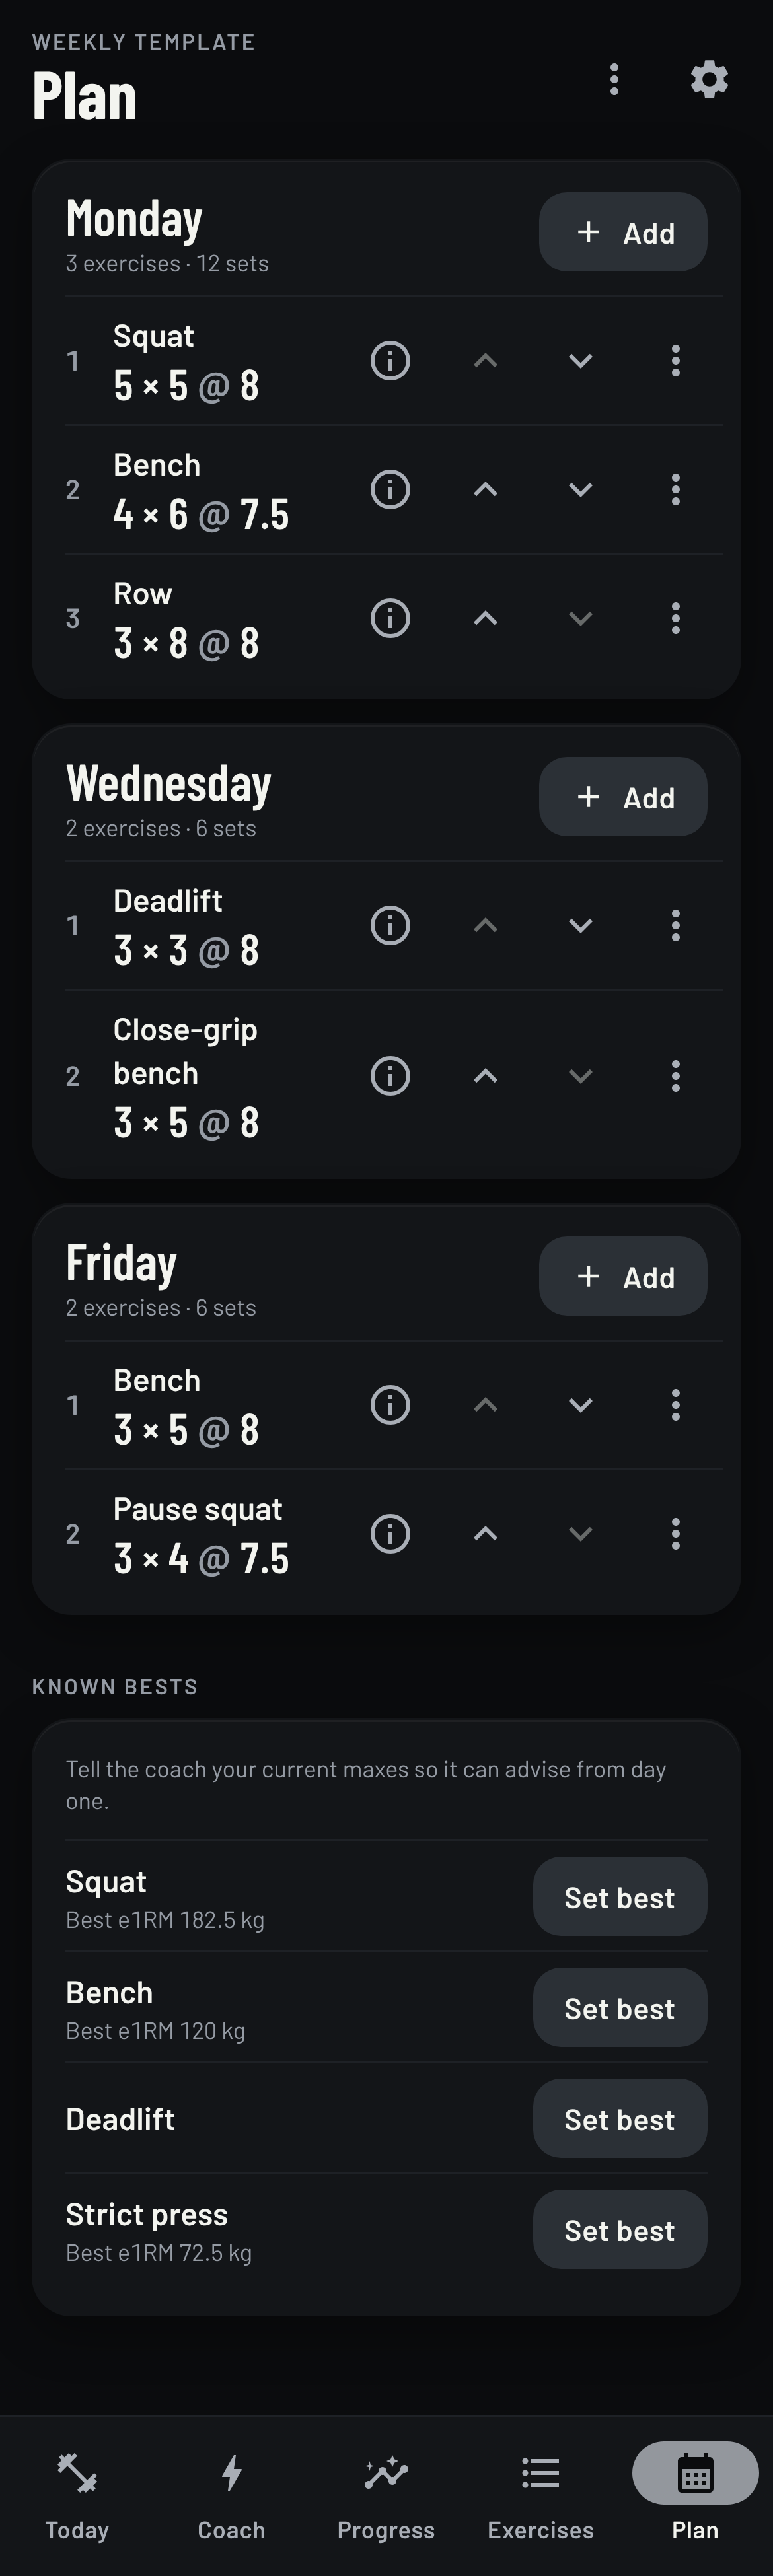 WEEKLY TEMPLATE
Plan
Monday
3 exercises · 12 sets
+ Add
1
Squat
5 × 5 @ 8
2
Bench
4 × 6 @ 7.5
3
Row
3 × 8 @ 8
Wednesday
2 exercises · 6 sets
+ Add
1
Deadlift
3 × 3 @ 8
2
Close-grip
bench
3 × 5 @ 8
Friday
2 exercises · 6 sets
+ Add
1
Bench
3 × 5 @ 8
2
Pause squat
3 × 4 @ 7.5
KNOWN BESTS
Tell the coach your current maxes so it can advise from day
one.
Squat
Best e1RM 182.5 kg
Set best
Bench
Best e1RM 120 kg
Set best
Deadlift
Set best
Strict press
Best e1RM 72.5 kg
Set best
Today
Coach
Progress
Exercises
Plan